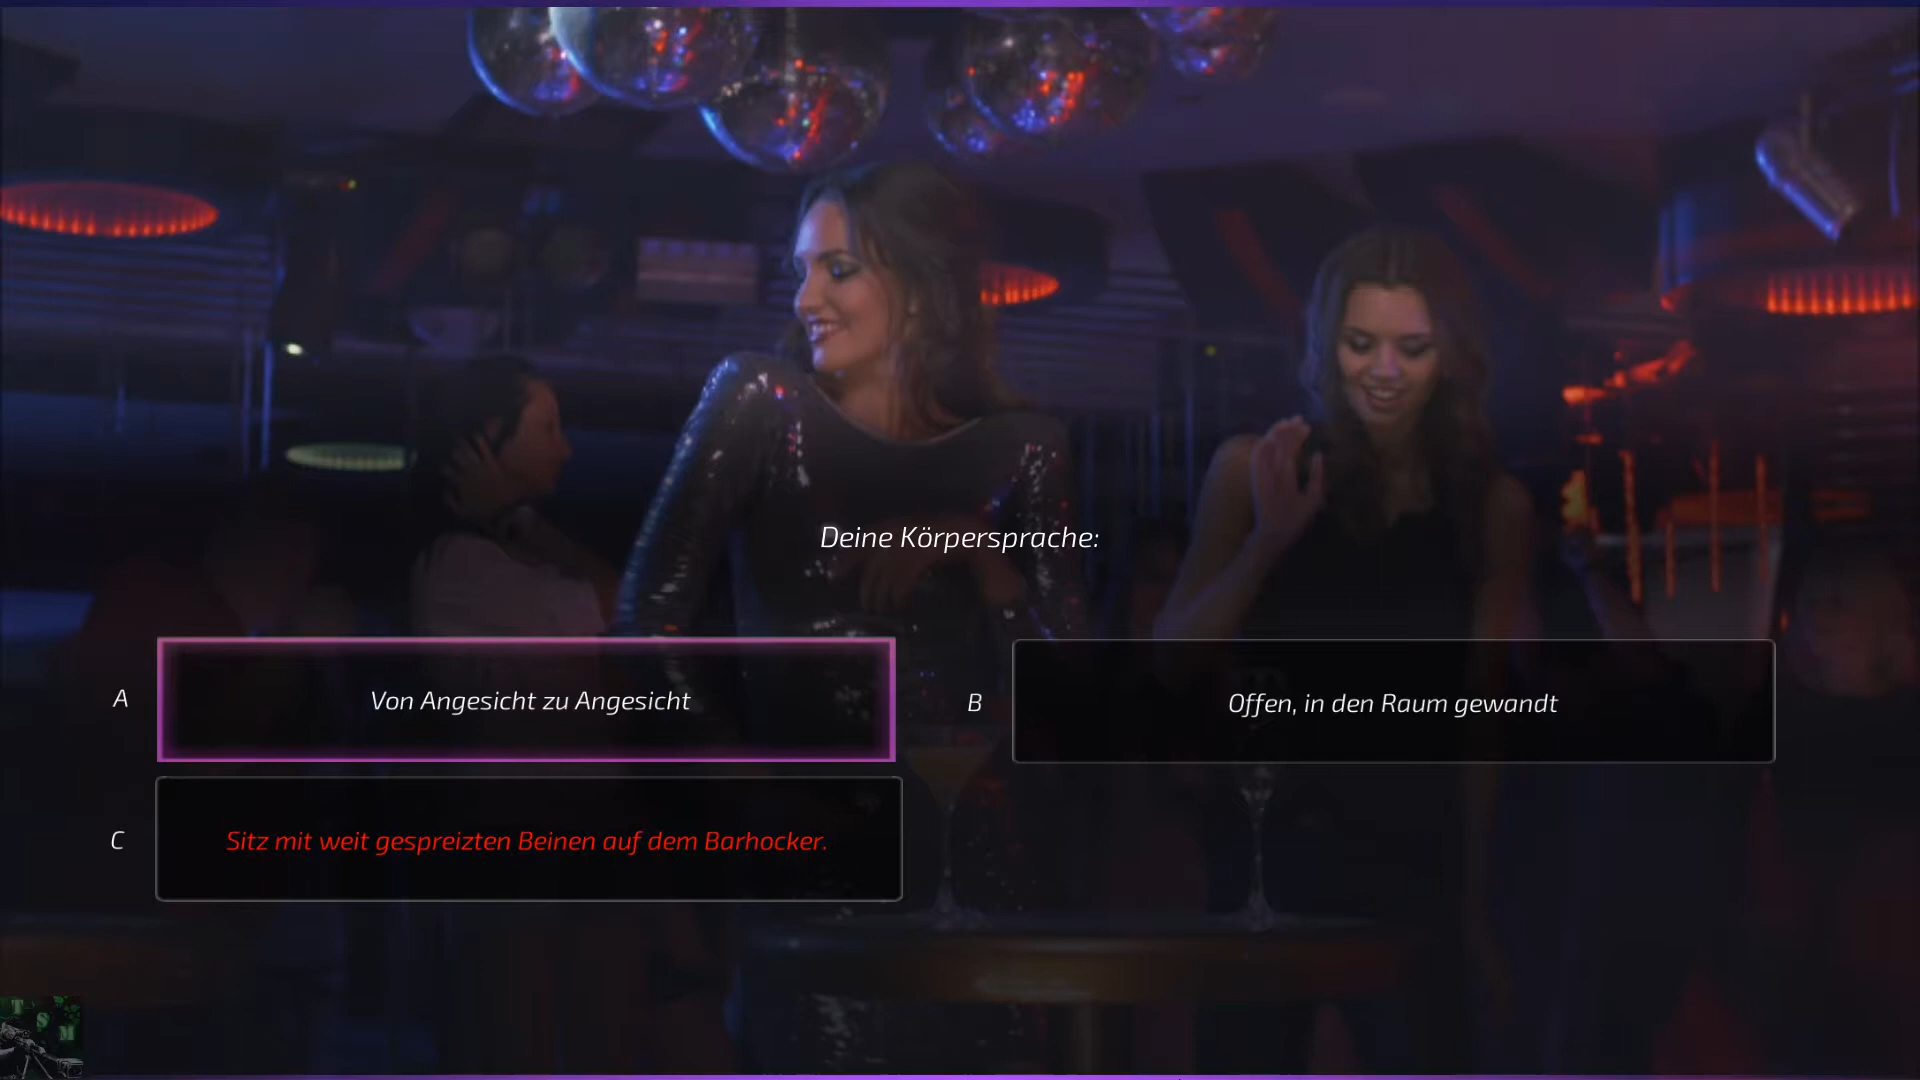 Deine Körpersprache:
A Von Angesicht zu Angesicht
B Offen, in den Raum gewandt
C Sitz mit weit gespreizten Beinen auf dem Barhocker.
T S M